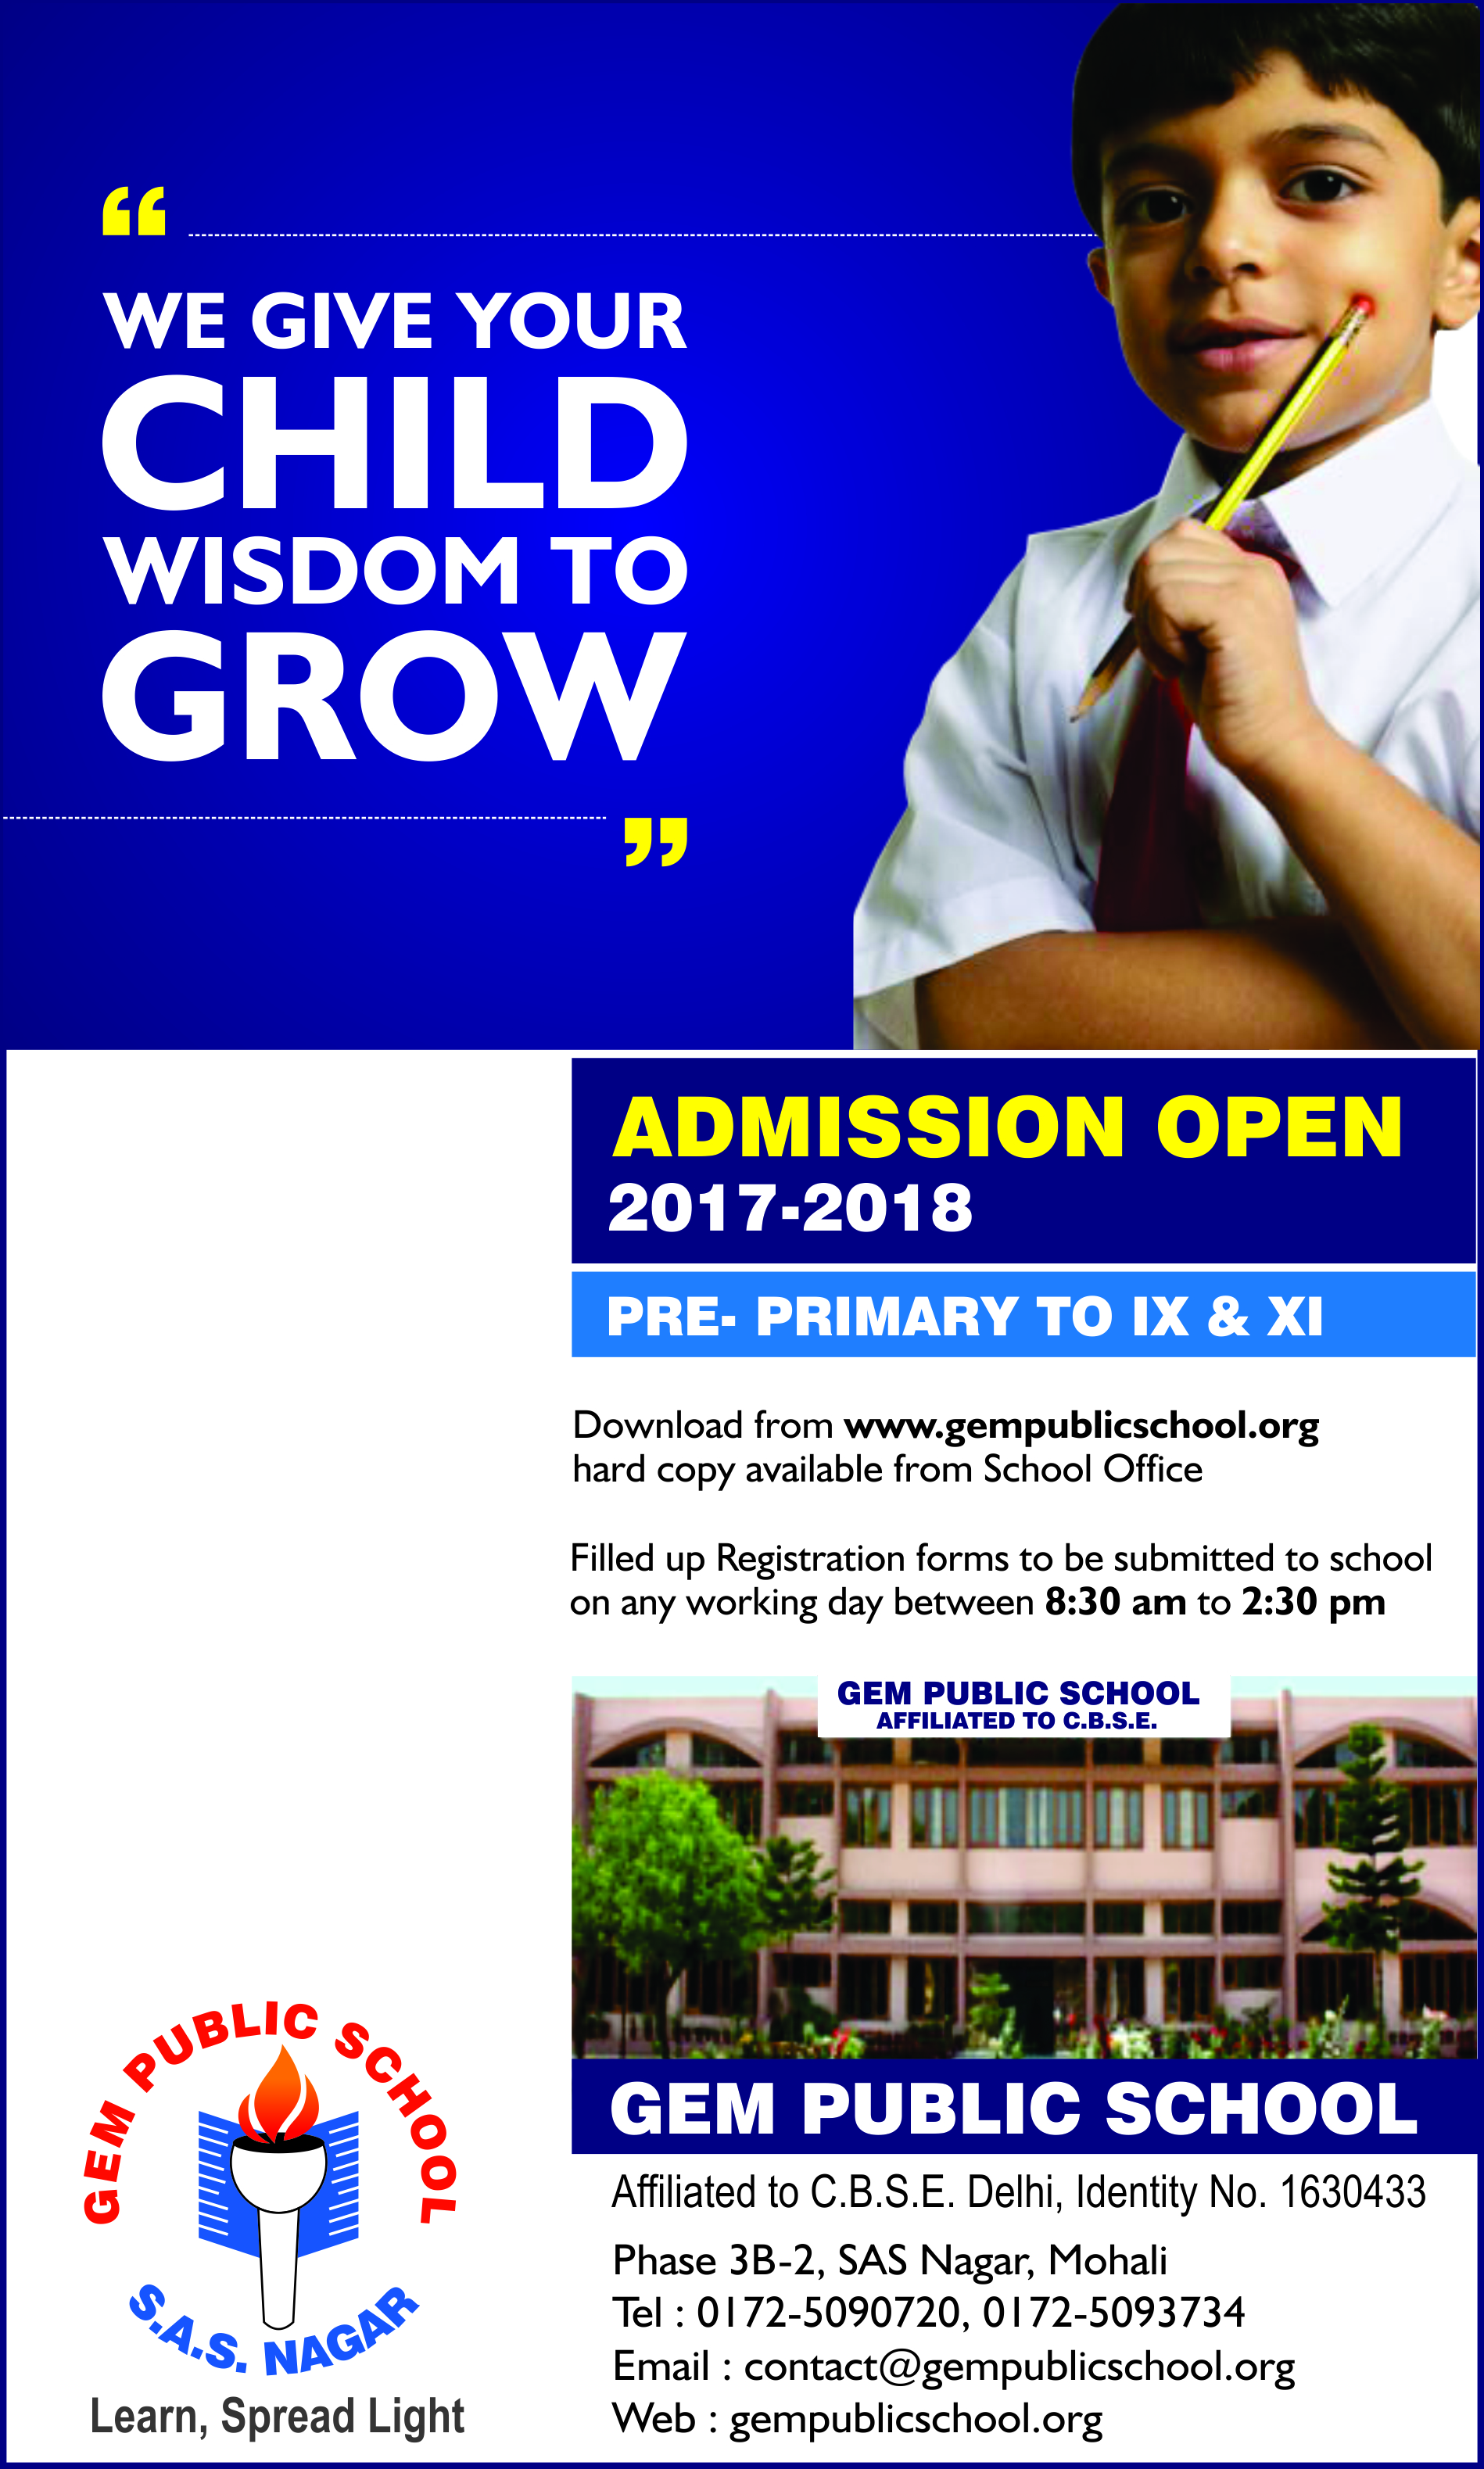 “
WE GIVE YOUR
CHILD
WISDOM TO
GROW
”
ADMISSION OPEN
2017-2018
PRE- PRIMARY TO IX & XI
Download from www.gempublicschool.org
hard copy available from School Office
Filled up Registration forms to be submitted to school
on any working day between 8:30 am to 2:30 pm
GEM PUBLIC SCHOOL
AFFILIATED TO C.B.S.E.
GEM PUBLIC SCHOOL
Affiliated to C.B.S.E. Delhi, Identity No. 1630433
Phase 3B-2, SAS Nagar, Mohali
Tel : 0172-5090720, 0172-5093734
Email : contact@gempublicschool.org
Web : gempublicschool.org
GEM PUBLIC SCHOOL
S.A.S. NAGAR
Learn, Spread Light